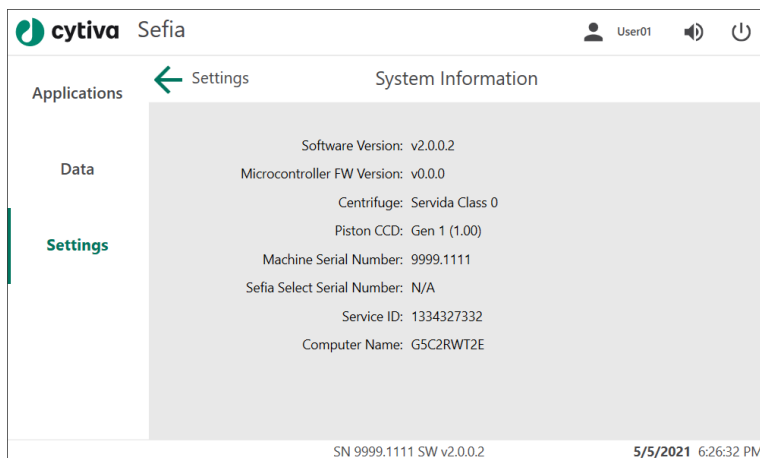 cytiva Sefia User01
Applications
Settings System Information
Software Version: v2.0.0.2
Microcontroller FW Version: v0.0.0
Centrifuge: Servida Class 0
Data
Piston CCD: Gen 1 (1.00)
Settings
Machine Serial Number: 9999.1111
Sefia Select Serial Number: N/A
Service ID: 1334327332
Computer Name: G5C2RWT2E
SN 9999.1111 SW v2.0.0.2 5/5/2021 6:26:32 PM